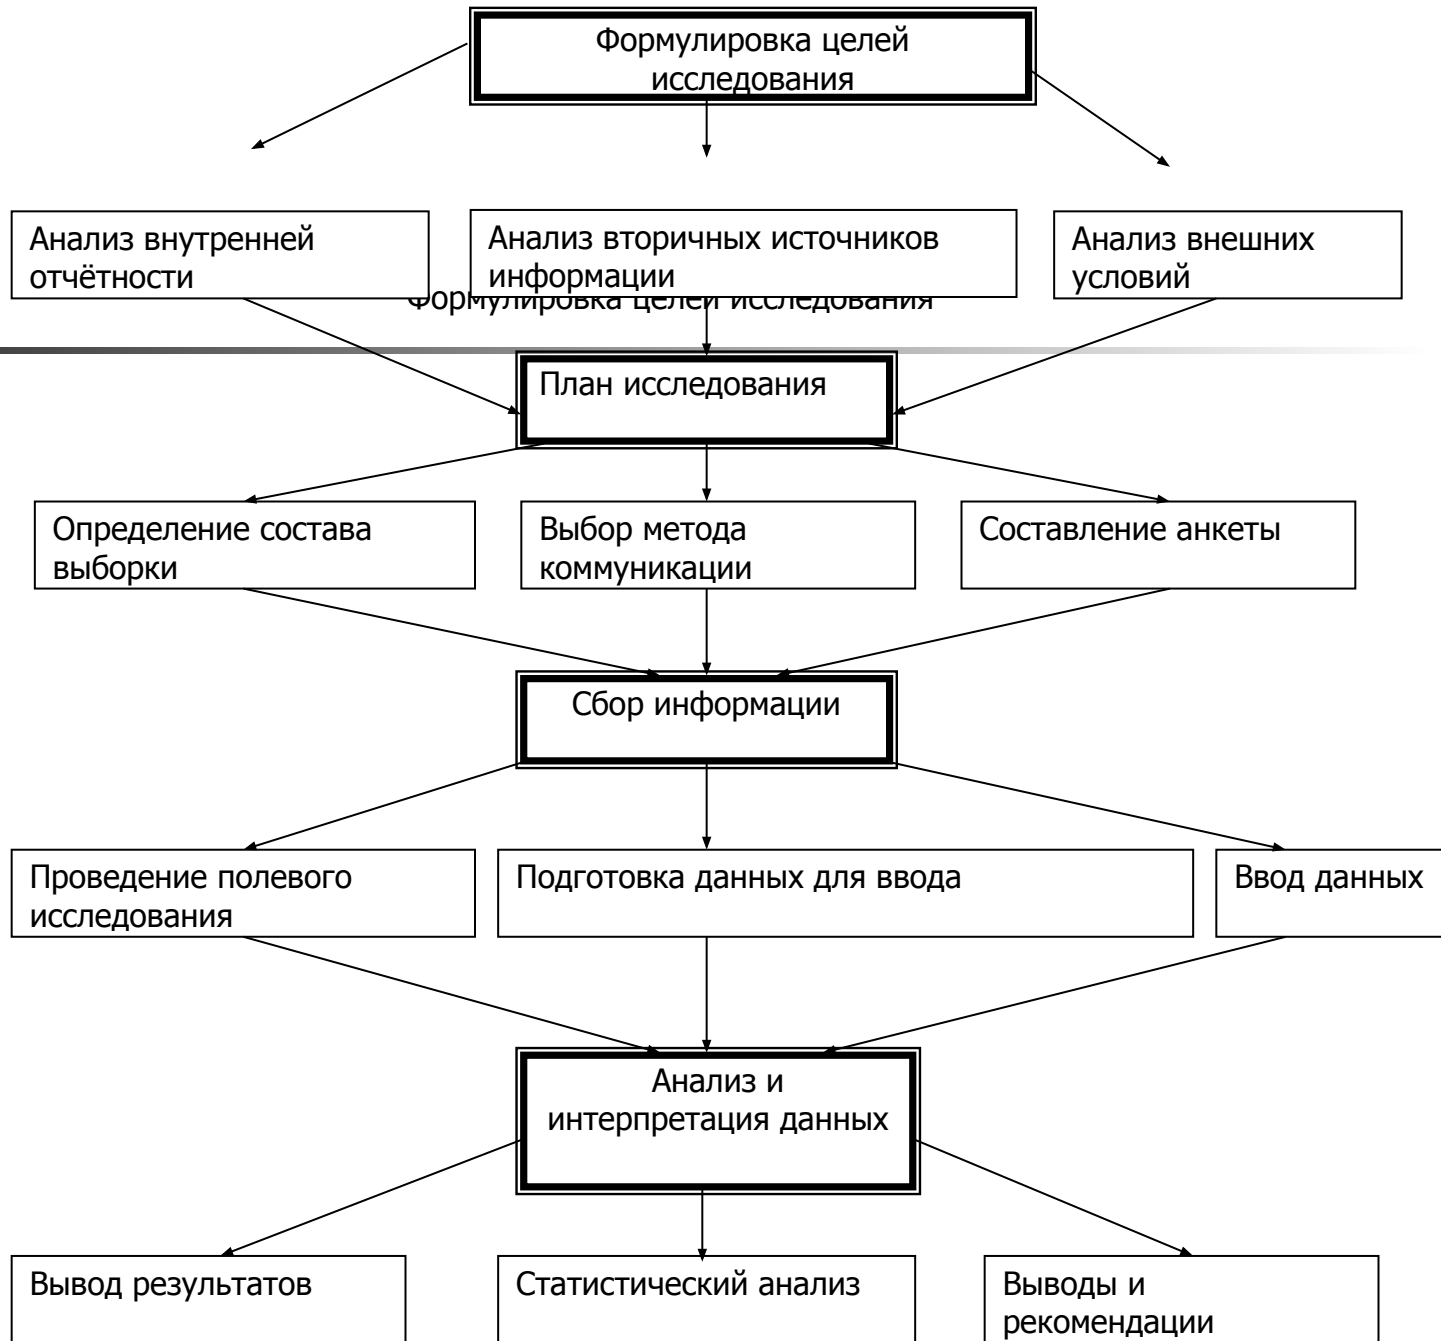 Формулировка целей
исследования
Анализ внутренней
отчётности
Анализ вторичных источников
информации
Анализ внешних
условий
Формулировка целей исследования
План исследования
Определение состава
выборки
Выбор метода
коммуникации
Составление анкеты
Сбор информации
Проведение полевого
исследования
Подготовка данных для ввода
Ввод данных
Анализ и
интерпретация данных
Вывод результатов
Статистический анализ
Выводы и
рекомендации